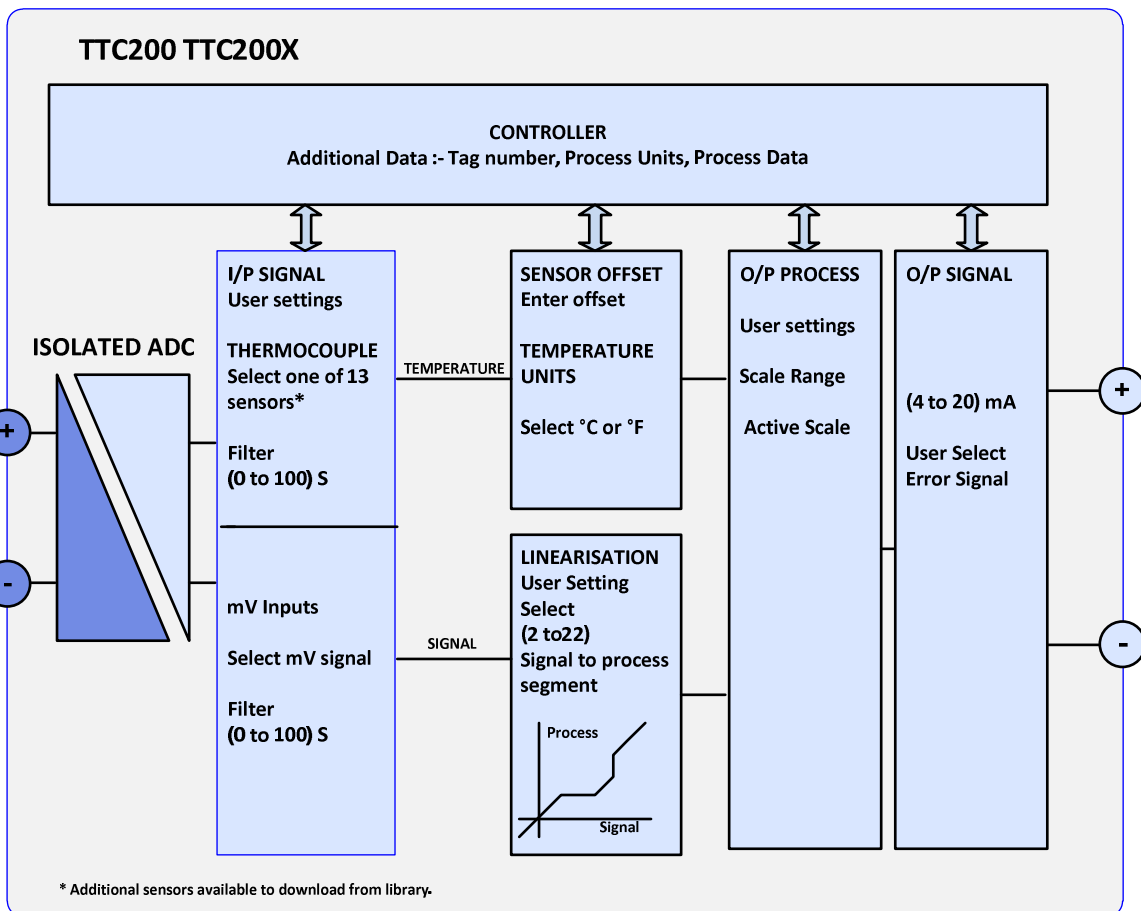 TTC200 TTC200X
CONTROLLER
Additional Data :- Tag number, Process Units, Process Data
ISOLATED ADC
+
-
I/P SIGNAL
User settings
THERMOCOUPLE
Select one of 13
sensors*
Filter
(0 to 100) S
mV Inputs
Select mV signal
Filter
(0 to 100) S
TEMPERATURE
SIGNAL
SENSOR OFFSET
Enter offset
TEMPERATURE
UNITS
Select °C or °F
LINEARISATION
User Setting
Select
(2 to22)
Signal to process
segment
Process
Signal
O/P PROCESS
User settings
Scale Range
Active Scale
O/P SIGNAL
(4 to 20) mA
User Select
Error Signal
+
-
* Additional sensors available to download from library.